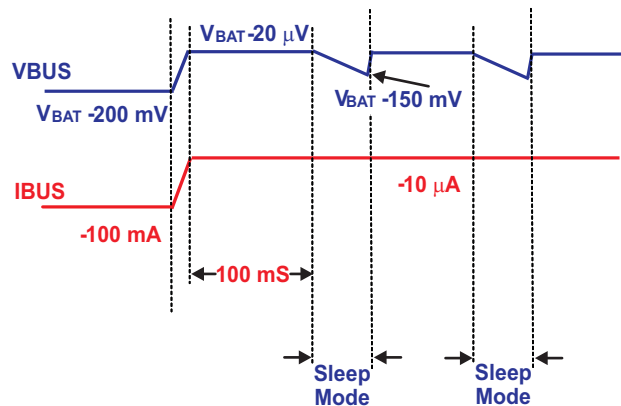 VBAT -20 μV
VBUS
VBAT -200 mV
VBAT -150 mV
IBUS
-10 μA
-100 mA
100 mS
Sleep
Mode
Sleep
Mode